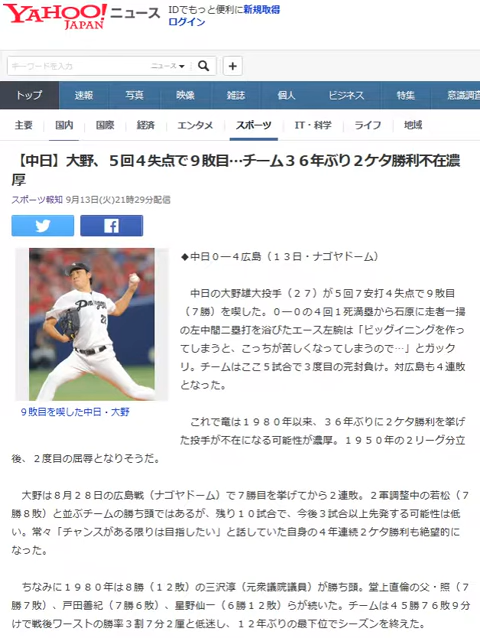 YAHOO!
JAPAN
ニュース
IDでもっと便利に新規取得
ログイン
キーワードを入力
ニュース
+
トップ 速報 写真 映像 雑誌 個人 ビジネス 特集 意識調査
主要 国内 国際 経済 エンタメ スポーツ IT・科学 ライフ 地域
【中日】大野、５回４失点で９敗目…チーム３６年ぶり２ケタ勝利不在濃
厚
スポーツ報知 9月13日(火)21時29分配信
◆中日０―４広島（１３日・ナゴヤドーム）
中日の大野雄大投手（２７）が５回７安打４失点で９敗目
（７勝）を喫した。０―０の４回１死満塁から石原に走者一掃
の左中間二塁打を浴びたエース左腕は「ビッグイニングを作っ
てしまうと、こっちが苦しくなってしまうので…」とガック
リ。チームはここ５試合で３度目の完封負け。対広島も４連敗
となった。
９敗目を喫した中日・大野
これで竜は１９８０年以来、３６年ぶりに２ケタ勝利を挙げ
た投手が不在になる可能性が濃厚。１９５０年の２リーグ分立
後、２度目の屈辱となりそうだ。
大野は８月２８日の広島戦（ナゴヤドーム）で７勝目を挙げてから２連敗。２軍調整中の若松（７
勝８敗）と並ぶチームの勝ち頭ではあるが、残り１０試合で、今後３試合以上先発する可能性は低
い。常々「チャンスがある限りは目指したい」と話していた自身の４年連続２ケタ勝利も絶望的に
なった。
ちなみに１９８０年は８勝（１２敗）の三沢淳（元衆議院議員）が勝ち頭。堂上直倫の父・照（７
勝７敗）、戸田善紀（７勝６敗）、星野仙一（６勝１２敗）らが続いた。チームは４５勝７６敗９分
けで戦後ワーストの勝率３割７分２厘と低迷し、１２年ぶりの最下位でシーズンを終えた。